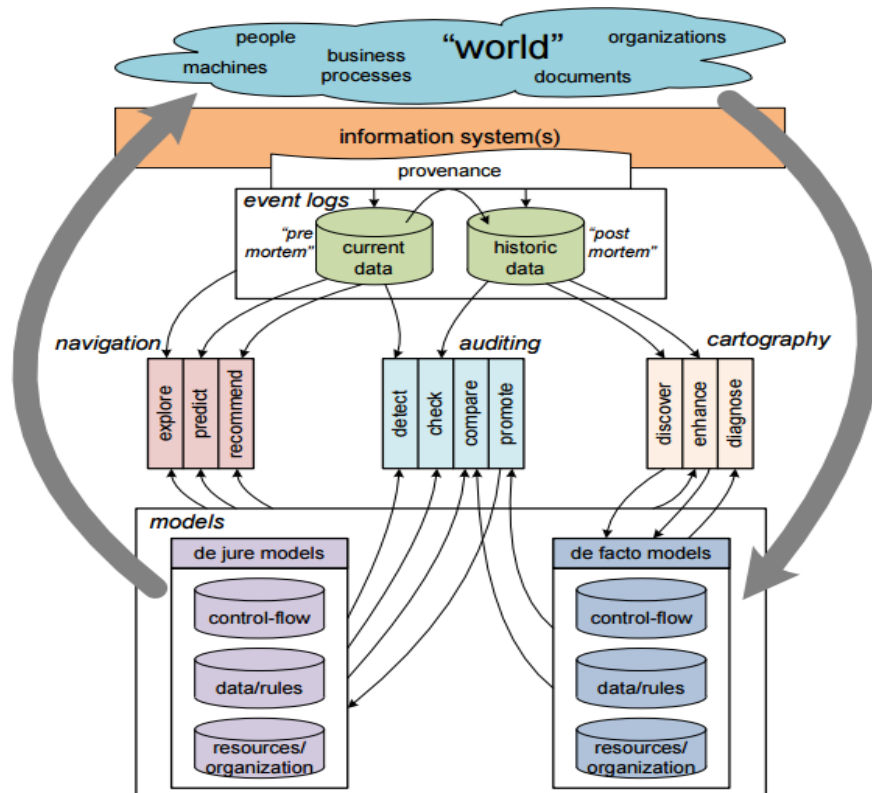 people
“world”
organizations
machines
business
processes
documents
information system(s)
provenance
event logs
“pre
mortem”
current
data
historic
data
“post
mortem”
navigation
auditing
cartography
explore
predict
recommend
detect
check
compare
promote
discover
enhance
diagnose
models
de jure models
de facto models
control-flow
control-flow
data/rules
data/rules
resources/
organization
resources/
organization